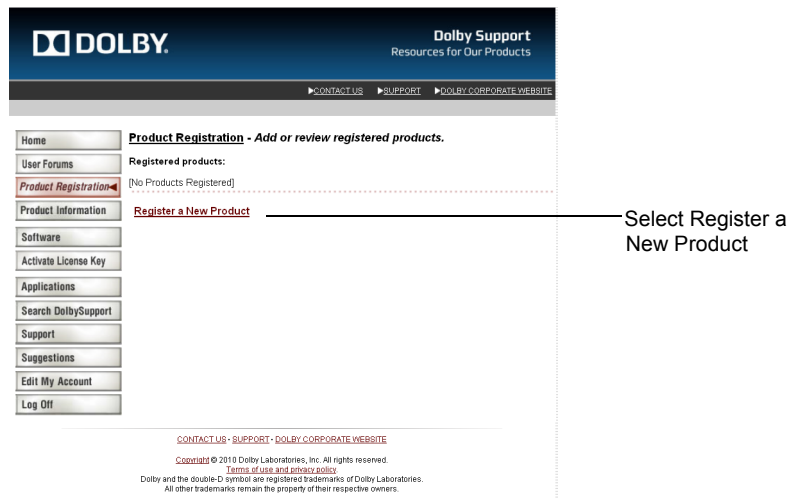 DOLBY.
Dolby Support
Resources for Our Products
CONTACT US SUPPORT DOLBY CORPORATE WEBSITE
Home
User Forums
Product Registration
Product Information
Software
Activate License Key
Applications
Search DolbySupport
Support
Suggestions
Edit My Account
Log Off
Product Registration - Add or review registered products.
Registered products:
[No Products Registered]
Register a New Product
Select Register a
New Product
CONTACT US - SUPPORT - DOLBY CORPORATE WEBSITE
Copyright © 2010 Dolby Laboratories, Inc. All rights reserved.
Terms of use and privacy policy.
Dolby and the double-D symbol are registered trademarks of Dolby Laboratories.
All other trademarks remain the property of their respective owners.